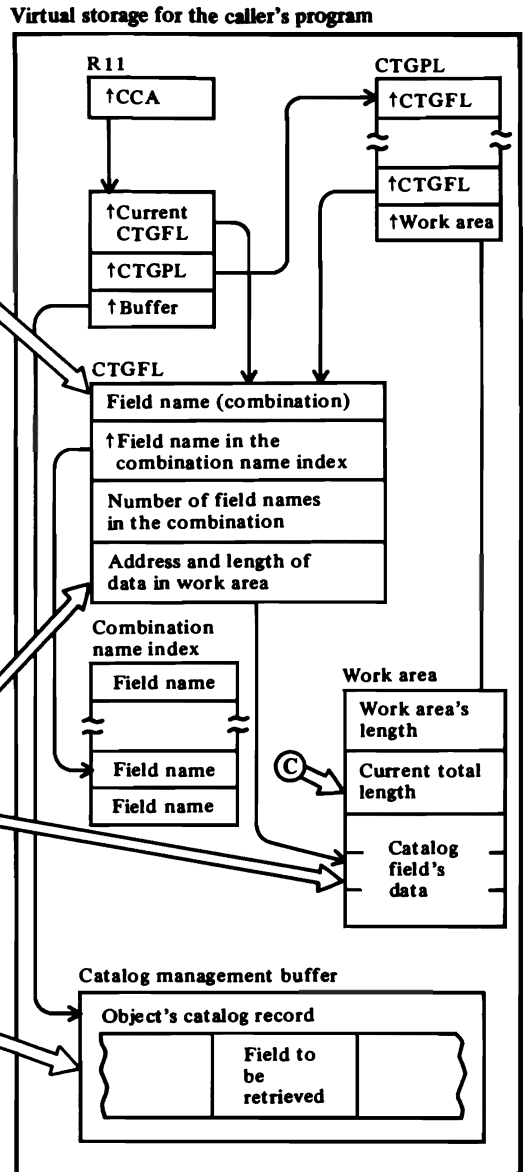 Virtual storage for the caller's program
R11
↑CCA
CTGPL
↑CTGFL
↑CTGFL
↑Work area
↑Current
CTGFL
↑CTGPL
↑Buffer
CTGFL
Field name (combination)
↑Field name in the
combination name index
Number of field names
in the combination
Address and length of
data in work area
Combination
name index
Field name
Field name
Field name
Work area
Work area's
length
C
Current total
length
Catalog
field's
data
Catalog management buffer
Object's catalog record
Field to
be
retrieved